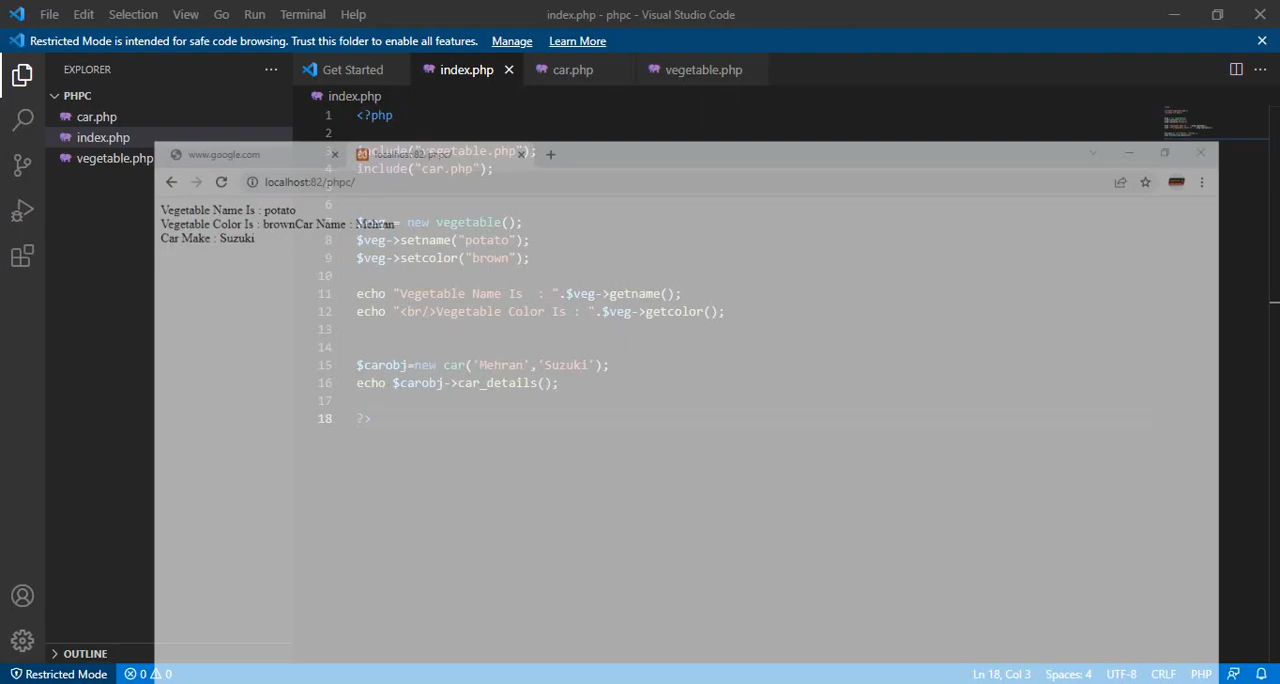 File Edit Selection View Go Run Terminal Help index.php - phpc - Visual Studio Code
Restricted Mode is intended for safe code browsing. Trust this folder to enable all features. Manage Learn More
EXPLORER
Get Started index.php car.php vegetable.php
PHPC
index.php
car.php
index.php
vegetable.php
1 <?php
2
3 include("vegetable.php");
4 include("car.php");
6
$veg = new vegetable();
8 $veg->setname("potato");
9 $veg->setcolor("brown");
10
11 echo "Vegetable Name Is  : ".$veg->getname();
12 echo "<br/>Vegetable Color Is : ".$veg->getcolor();
13
14
15 $carobj=new car('Mehran','Suzuki');
16 echo $carobj->car_details();
17
18 ?>
www.google.com
localhost:82/phpc/
localhost:82/phpc/
Vegetable Name Is : potato
Vegetable Color Is : brownCar Name : Mehran
Car Make : Suzuki
OUTLINE
Restricted Mode 0 0 Ln 18, Col 3 Spaces: 4 UTF-8 CRLF PHP